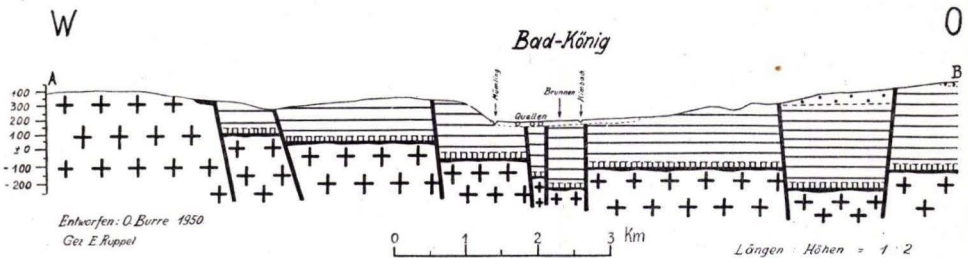 W O
Bad-König
A B
Mümling
Brunnen
Kimbach
Quellen
400
300
200
100
± 0
-100
-200
Entworfen: O. Burre 1950
Gez E. Ruppel
0 1 2 3 Km
Längen : Höhen = 1 : 2